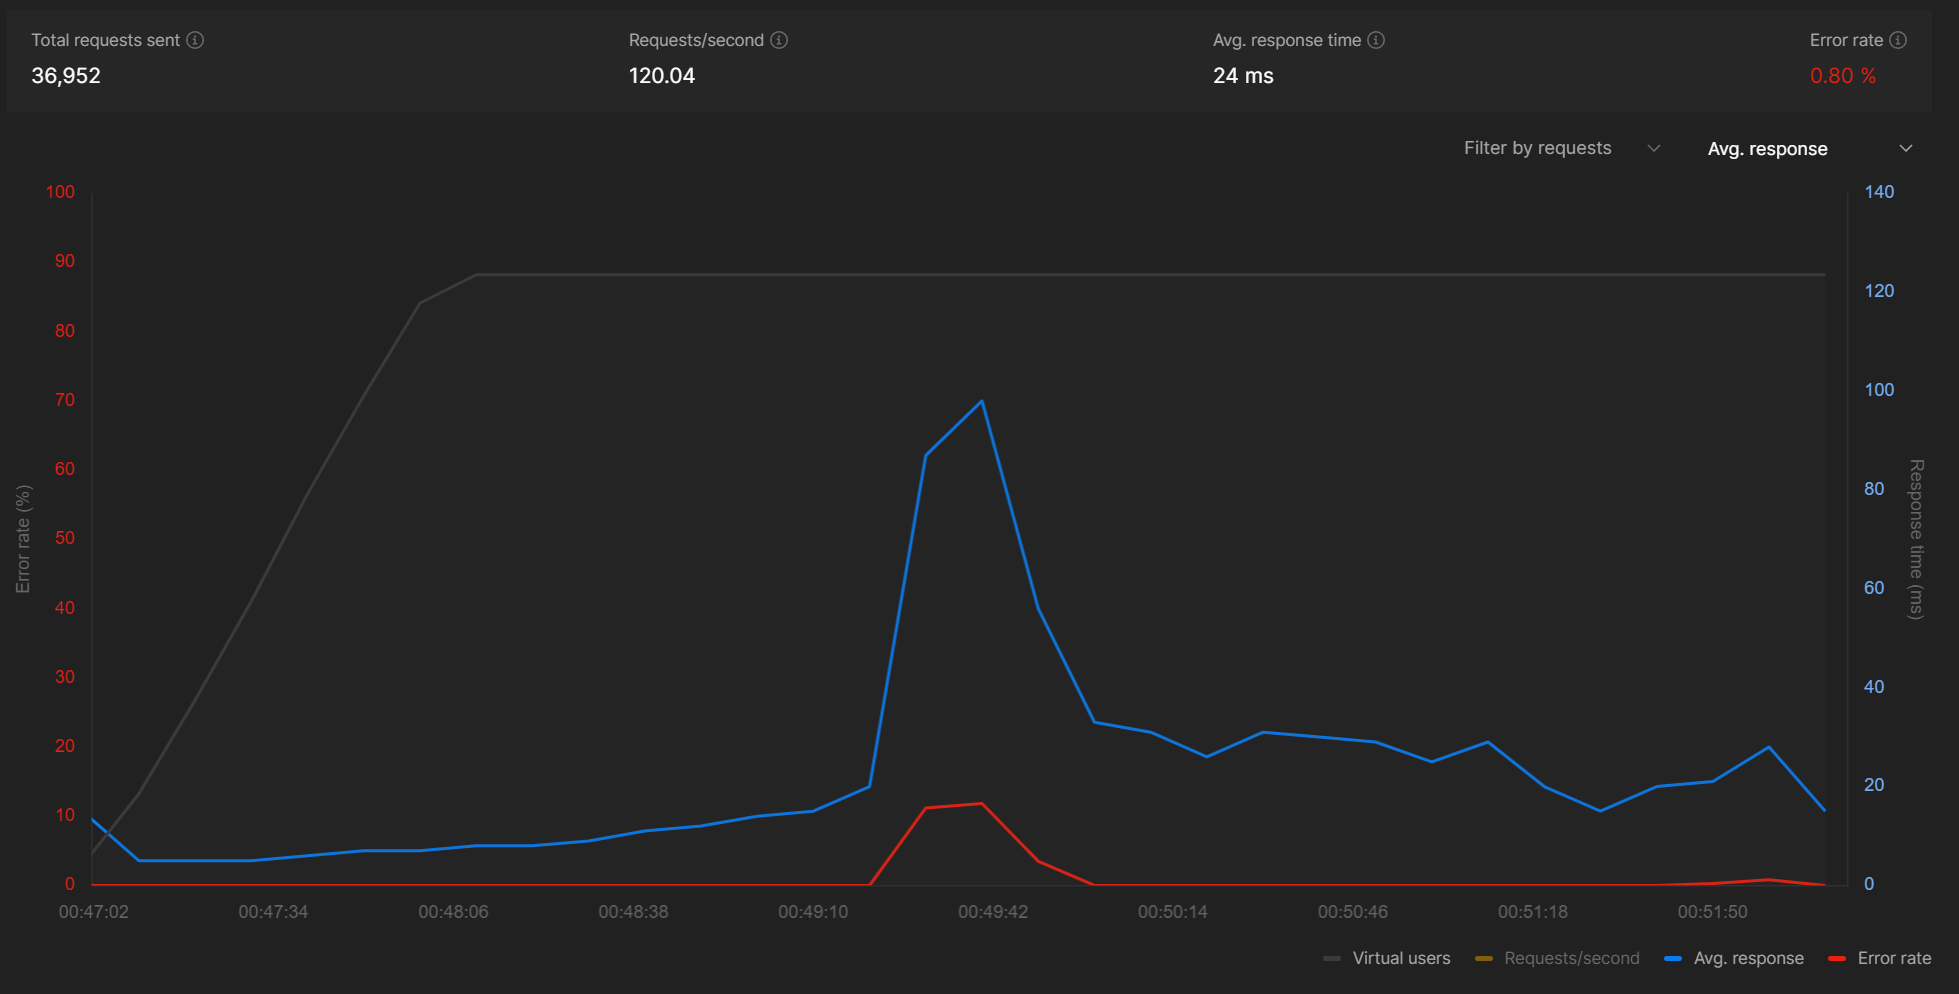 Total requests sent
36,952
Requests/second
120.04
Avg. response time
24 ms
Error rate
0.80 %
Filter by requests
Avg. response
Error rate (%)
100
90
80
70
60
50
40
30
20
10
0
140
120
100
80
60
40
20
0
Response time (ms)
00:47:02 00:47:34 00:48:06 00:48:38 00:49:10 00:49:42 00:50:14 00:50:46 00:51:18 00:51:50
Virtual users Requests/second Avg. response Error rate